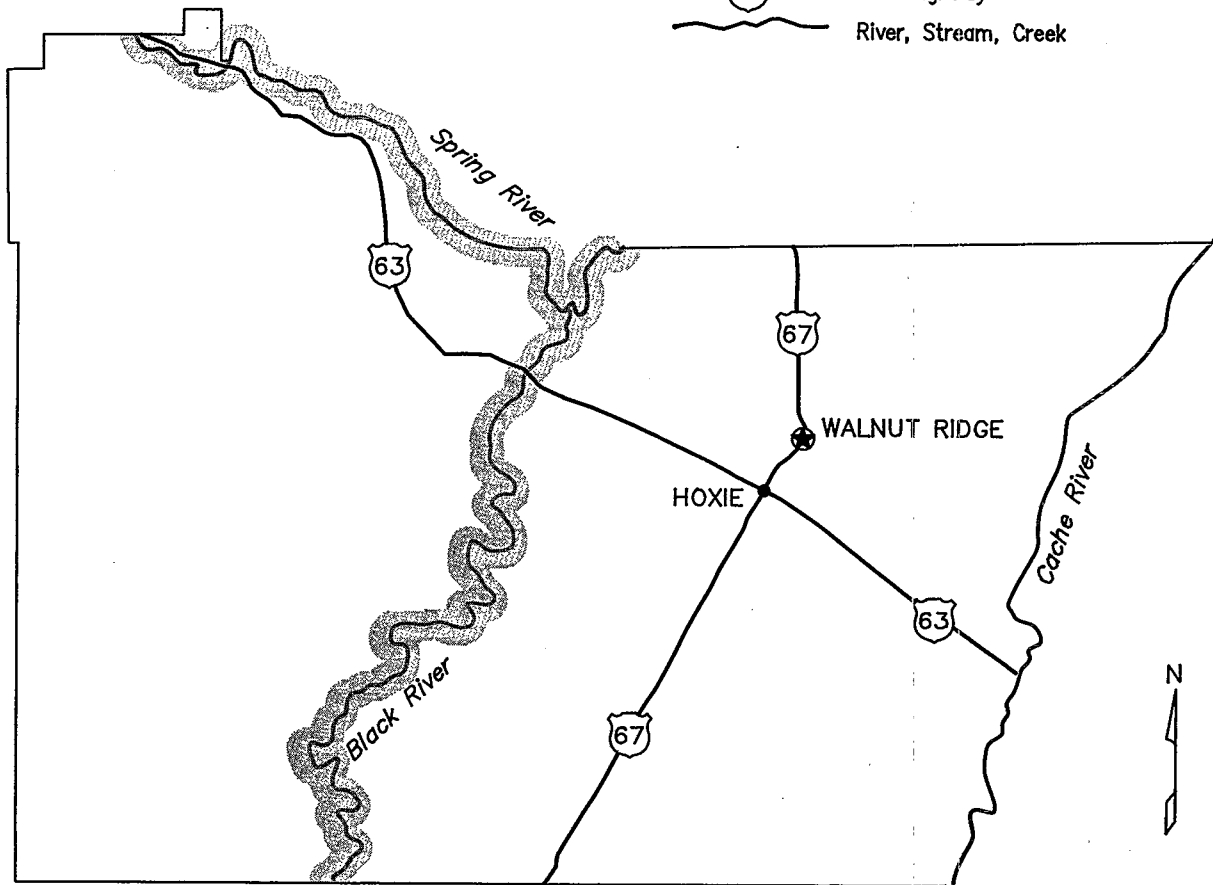 River, Stream, Creek
Spring River
63
67
WALNUT RIDGE
HOXIE
Cache River
63
Black River
67
N